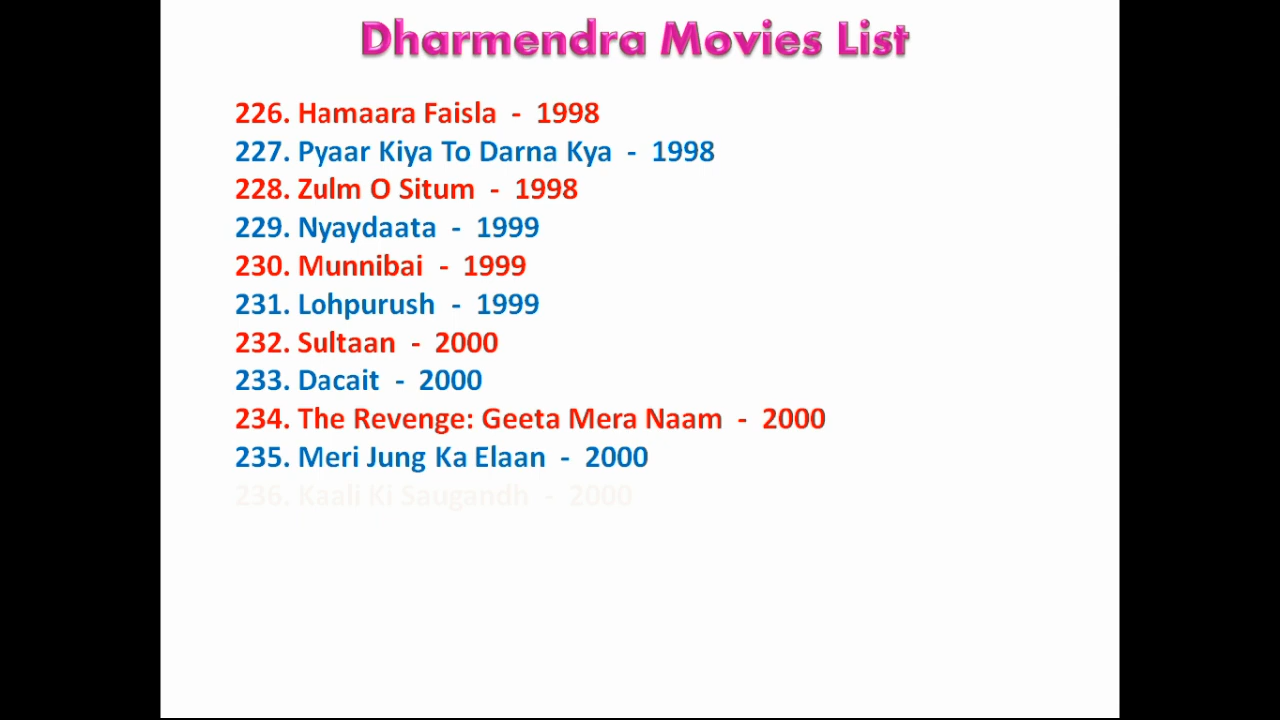 Dharmendra Movies List
226. Hamaara Faisla - 1998
227. Pyaar Kiya To Darna Kya - 1998
228. Zulm O Situm - 1998
229. Nyaydaata - 1999
230. Munnibai - 1999
231. Lohpurush - 1999
232. Sultaan - 2000
233. Dacait - 2000
234. The Revenge: Geeta Mera Naam - 2000
235. Meri Jung Ka Elaan - 2000
236. Kaali Ki Saugandh - 2000